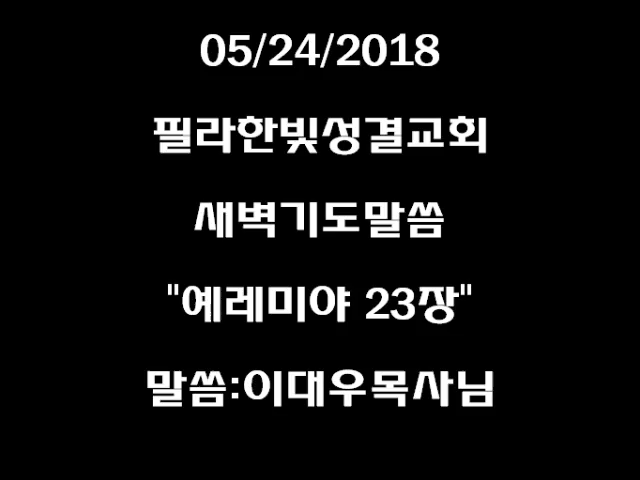 05/24/2018
필라한빛성결교회
새벽기도말씀
"예레미야 23장"
말씀:이대우목사님